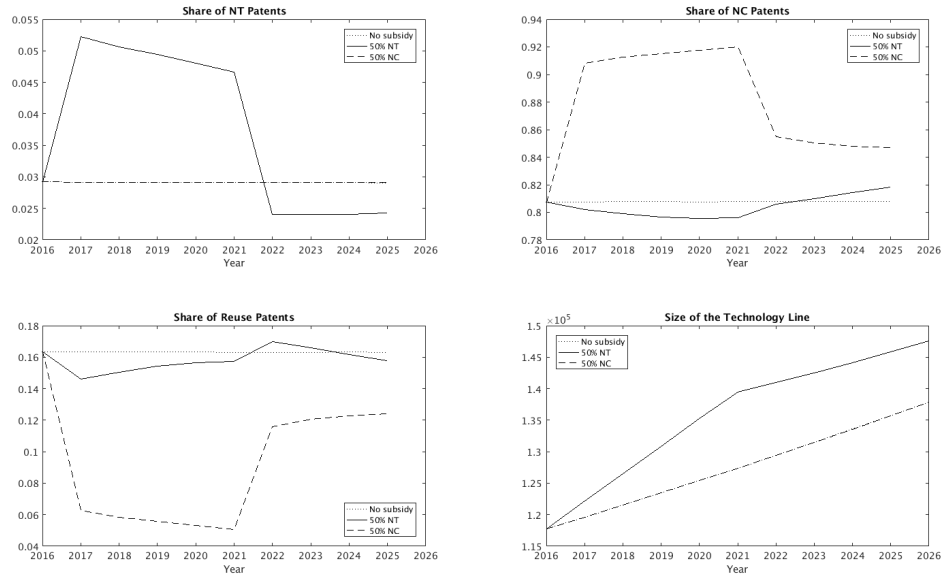 Share of NT Patents
0.055
0.05
0.045
0.04
0.035
0.03
0.025
0.02
2016 2017 2018 2019 2020 2021 2022 2023 2024 2025 2026
Year
No subsidy
50% NT
50% NC
Share of NC Patents
0.94
0.92
0.9
0.88
0.86
0.84
0.82
0.8
0.78
2016 2017 2018 2019 2020 2021 2022 2023 2024 2025 2026
Year
No subsidy
50% NT
50% NC
Share of Reuse Patents
0.18
0.16
0.14
0.12
0.1
0.08
0.06
0.04
2016 2017 2018 2019 2020 2021 2022 2023 2024 2025 2026
Year
No subsidy
50% NT
50% NC
Size of the Technology Line
×10⁵
1.5
1.45
1.4
1.35
1.3
1.25
1.2
1.15
2016 2017 2018 2019 2020 2021 2022 2023 2024 2025 2026
Year
No subsidy
50% NT
50% NC